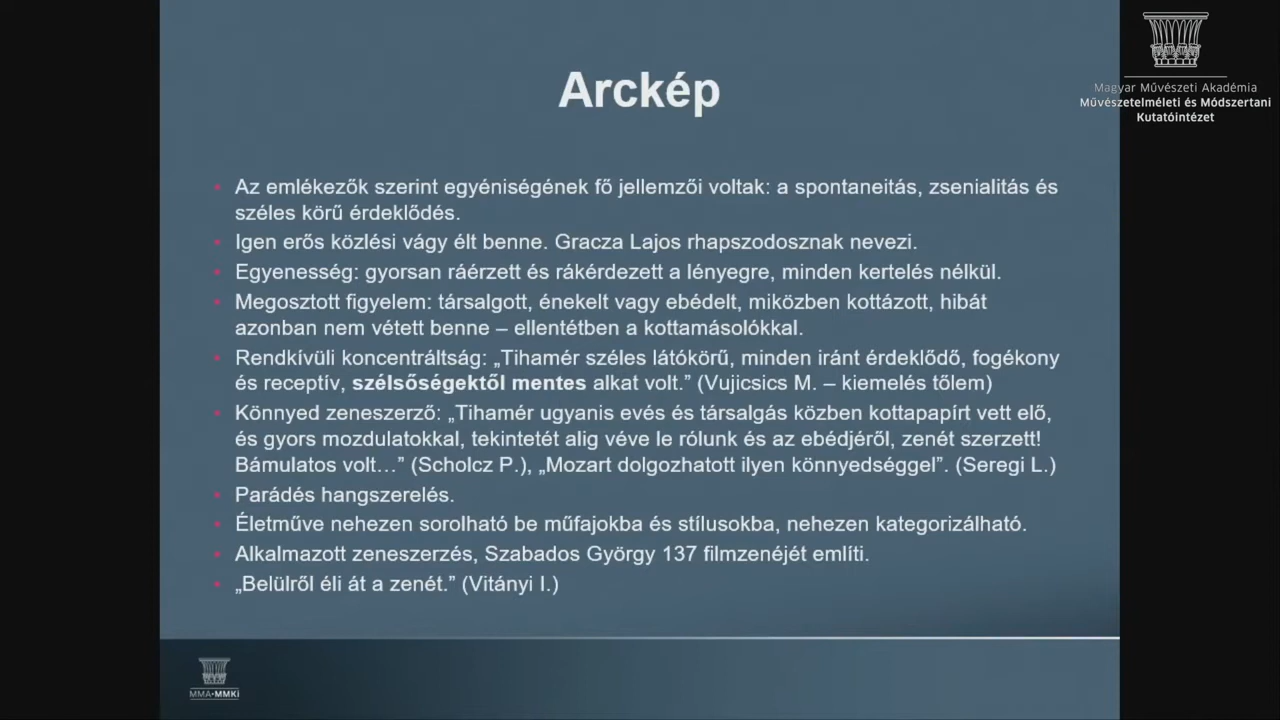 Arckép
Magyar Művészeti Akadémia
Művészetelméleti és Módszertani
Kutatóintézet
• Az emlékezők szerint egyéniségének fő jellemzői voltak: a spontaneitás, zsenialitás és
széles körű érdeklődés.
• Igen erős közlési vágy élt benne. Gracza Lajos rhapszodosznak nevezi.
• Egyenesség: gyorsan ráérzett és rákérdezett a lényegre, minden kertelés nélkül.
• Megosztott figyelem: társalgott, énekelt vagy ebédelt, miközben kottázott, hibát
azonban nem vétett benne – ellentétben a kottamásolókkal.
• Rendkívüli koncentráltság: „Tihamér széles látókörű, minden iránt érdeklődő, fogékony
és receptív, szélsőségektől mentes alkat volt.” (Vujicsics M. – kiemelés tőlem)
• Könnyed zeneszerző: „Tihamér ugyanis evés és társalgás közben kottapapírt vett elő,
és gyors mozdulatokkal, tekintetét alig véve le rólunk és az ebédjéről, zenét szerzett!
Bámulatos volt…” (Scholcz P.), „Mozart dolgozhatott ilyen könnyedséggel”. (Seregi L.)
• Parádés hangszerelés.
• Életműve nehezen sorolható be műfajokba és stílusokba, nehezen kategorizálható.
• Alkalmazott zeneszerzés, Szabados György 137 filmzenéjét említi.
• „Belülről éli át a zenét.” (Vitányi I.)
MMA•MMKI